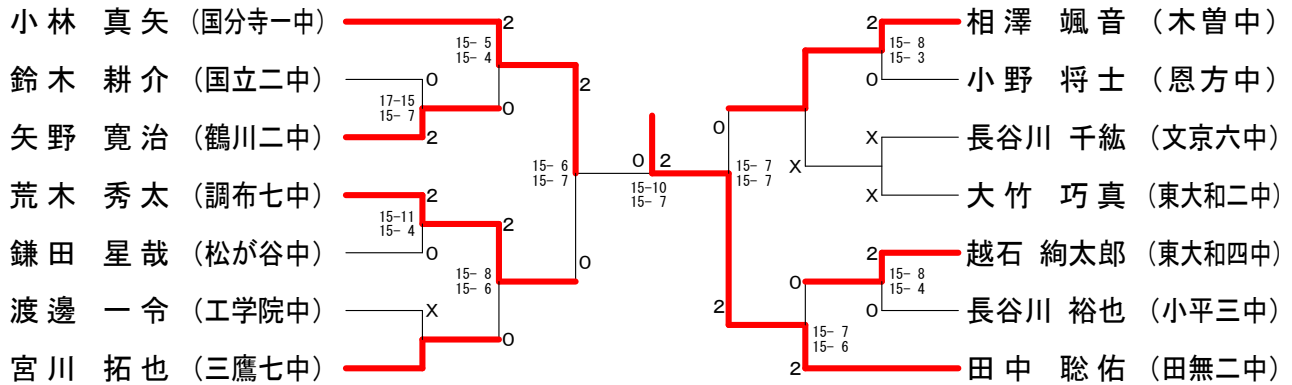 小林 真矢 (国分寺一中)
鈴木 耕介 (国立二中)
矢野 寛治 (鶴川二中)
荒木 秀太 (調布七中)
鎌田 星哉 (松が谷中)
渡邊 一令 (工学院中)
宮川 拓也 (三鷹七中)
2
15- 5
15- 4
0
17-15
15- 7
2
0
2
15- 6
15- 7
2
15-11
15- 4
0
2
15- 8
15- 6
0
X
0
0 2
15-10
15- 7
2
15- 8
15- 3
0
0
15- 7
15- 7
X
X
X
2
15- 8
15- 4
0
0
2
15- 7
15- 6
2
相澤 颯音 (木曽中)
小野 将士 (恩方中)
長谷川 千紘 (文京六中)
大竹 巧真 (東大和二中)
越石 絢太郎 (東大和四中)
長谷川 裕也 (小平三中)
田中 聡佑 (田無二中)